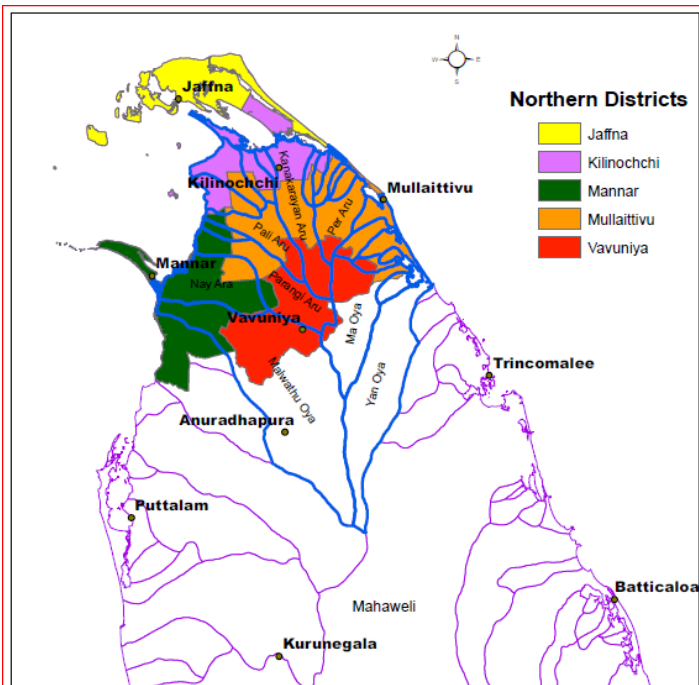 N
W
E
S
Northern Districts
Jaffna
Kilinochchi
Mannar
Mullaittivu
Vavuniya
Jaffna
Kilinochchi
Kanakarayan Aru
Mullaittivu
Per Aru
Pali Aru
Mannar
Nay Ara
Parangi Aru
Vavuniya
Ma Oya
Trincomalee
Malwathu Oya
Yan Oya
Anuradhapura
Puttalam
Batticaloa
Mahaweli
Kurunegala